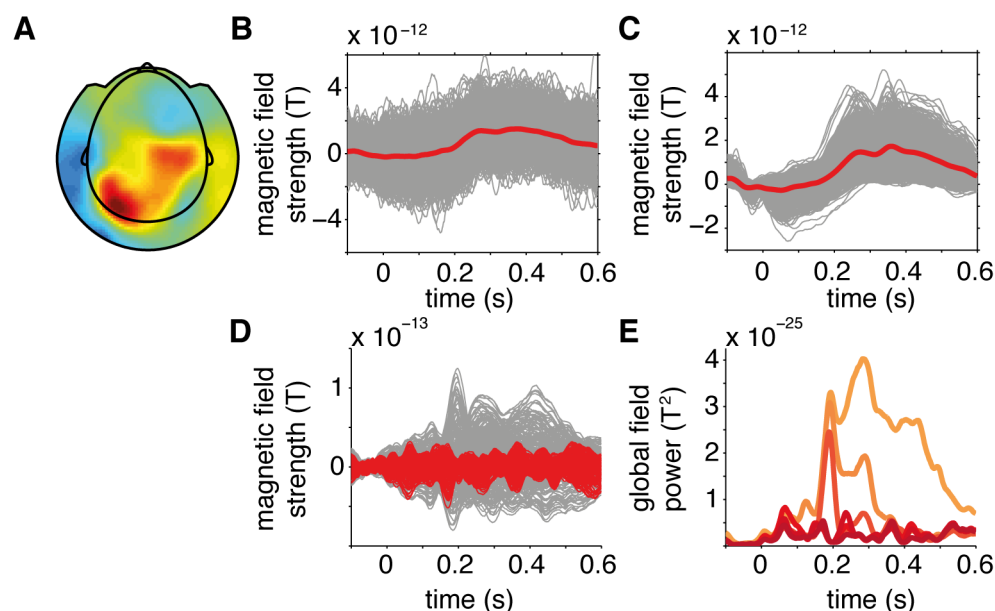 A
B
x 10⁻¹²
magnetic field
strength (T)
4
0
−4
0
0.2
0.4
0.6
time (s)
C
x 10⁻¹²
magnetic field
strength (T)
4
2
0
−2
0
0.2
0.4
0.6
time (s)
D
x 10⁻¹³
magnetic field
strength (T)
1
0
0
0.2
0.4
0.6
time (s)
E
x 10⁻²⁵
global field
power (T²)
4
3
2
1
0
0.2
0.4
0.6
time (s)